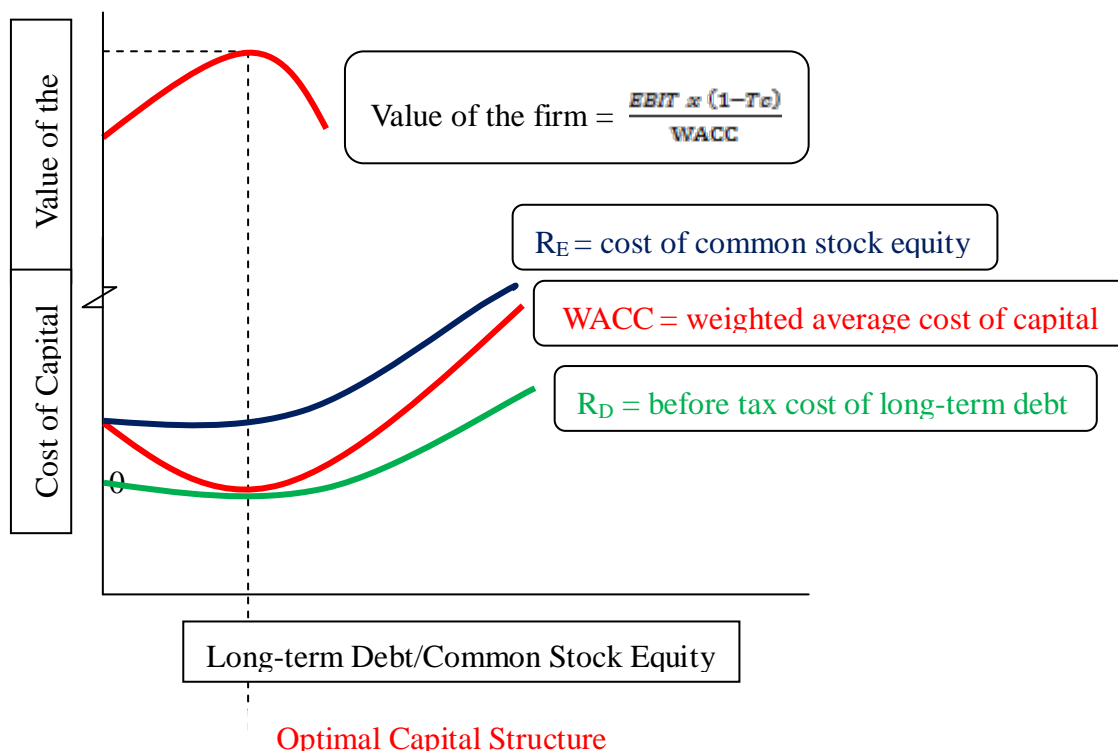 Value of the
Value of the firm = EBIT x (1-Tc) / WACC
R_E = cost of common stock equity
WACC = weighted average cost of capital
R_D = before tax cost of long-term debt
Cost of Capital
0
Long-term Debt/Common Stock Equity
Optimal Capital Structure